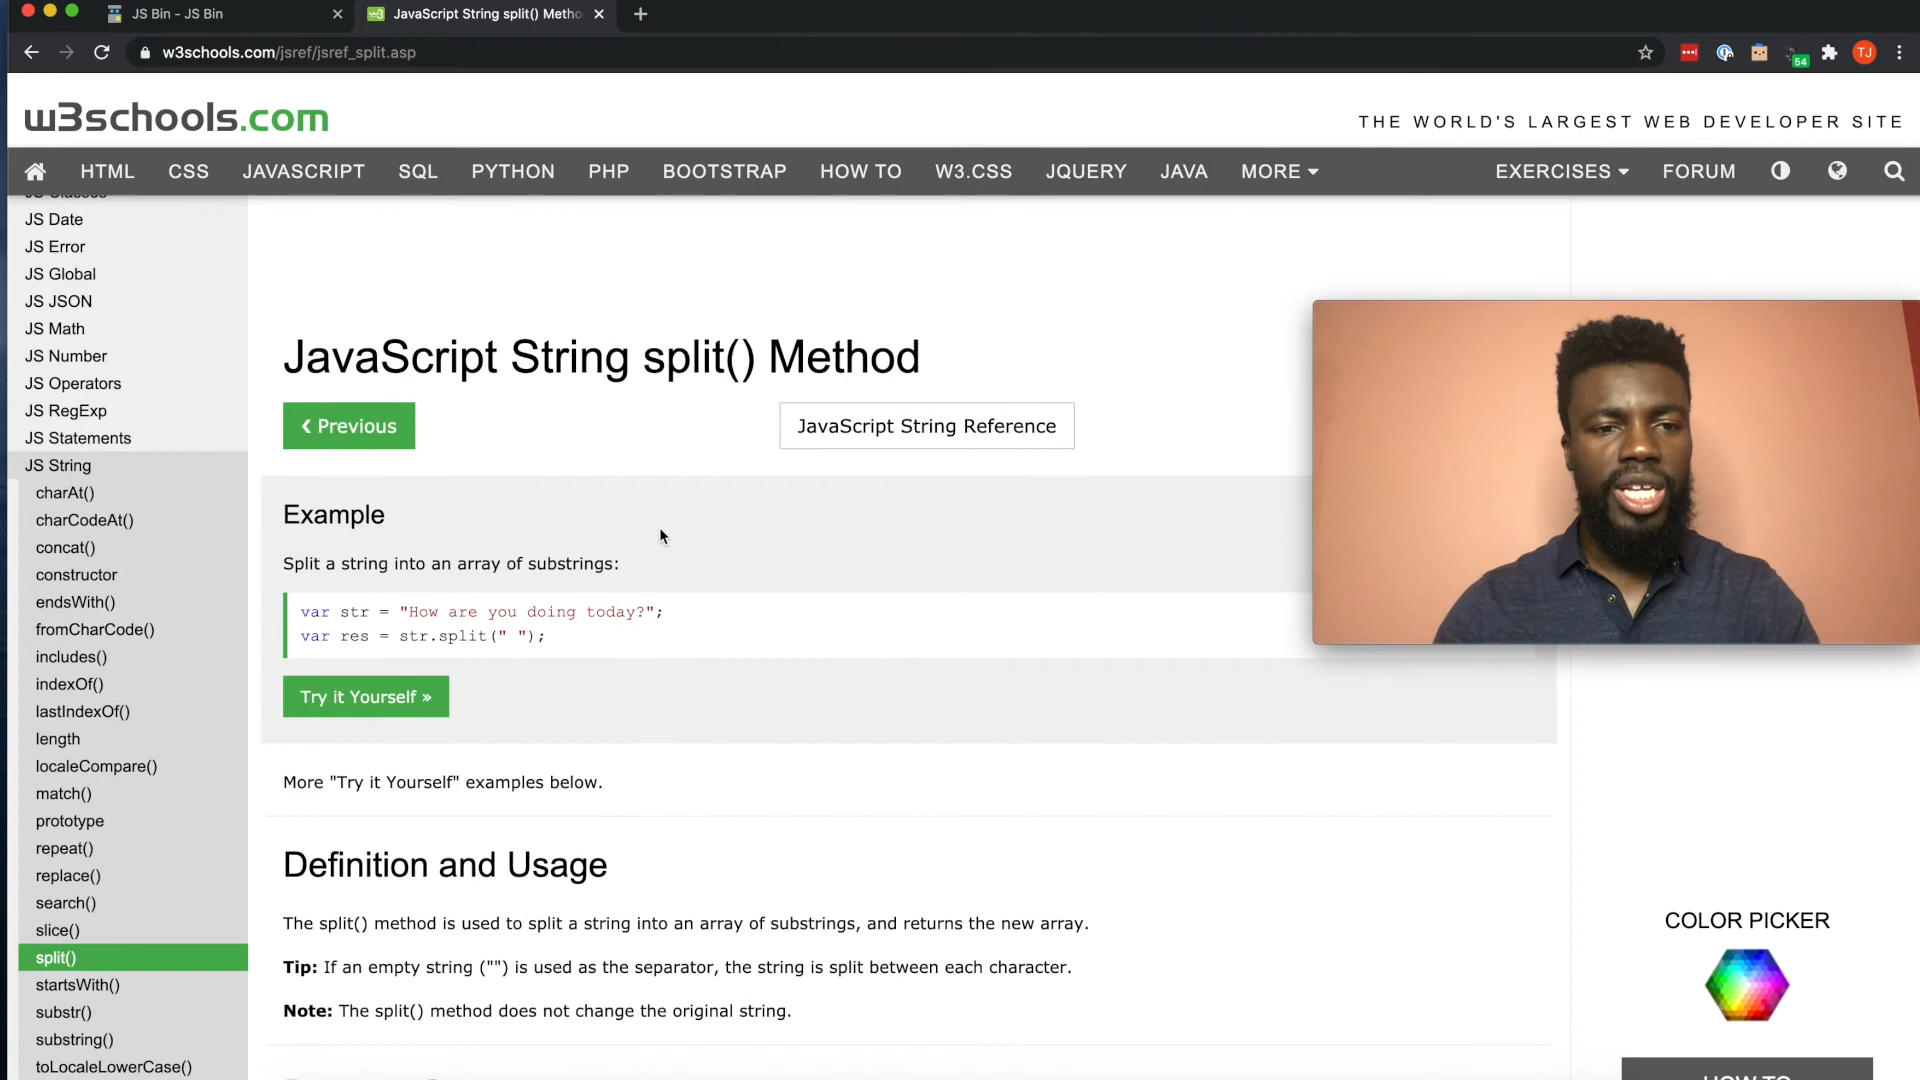 JS Bin - JS Bin
JavaScript String split() Metho
w3schools.com/jsref/jsref_split.asp
54
TJ
w3schools.com
THE WORLD'S LARGEST WEB DEVELOPER SITE
HTML CSS JAVASCRIPT SQL PYTHON PHP BOOTSTRAP HOW TO W3.CSS JQUERY JAVA MORE EXERCISES FORUM
JS Date
JS Error
JS Global
JS JSON
JS Math
JS Number
JS Operators
JS RegExp
JS Statements
JS String
charAt()
charCodeAt()
concat()
constructor
endsWith()
fromCharCode()
includes()
indexOf()
lastIndexOf()
length
localeCompare()
match()
prototype
repeat()
replace()
search()
slice()
split()
startsWith()
substr()
substring()
toLocaleLowerCase()
JavaScript String split() Method
❮ Previous
JavaScript String Reference
Example
Split a string into an array of substrings:
var str = "How are you doing today?";
var res = str.split(" ");
Try it Yourself »
More "Try it Yourself" examples below.
Definition and Usage
The split() method is used to split a string into an array of substrings, and returns the new array.
Tip: If an empty string ("") is used as the separator, the string is split between each character.
Note: The split() method does not change the original string.
COLOR PICKER
HOW TO